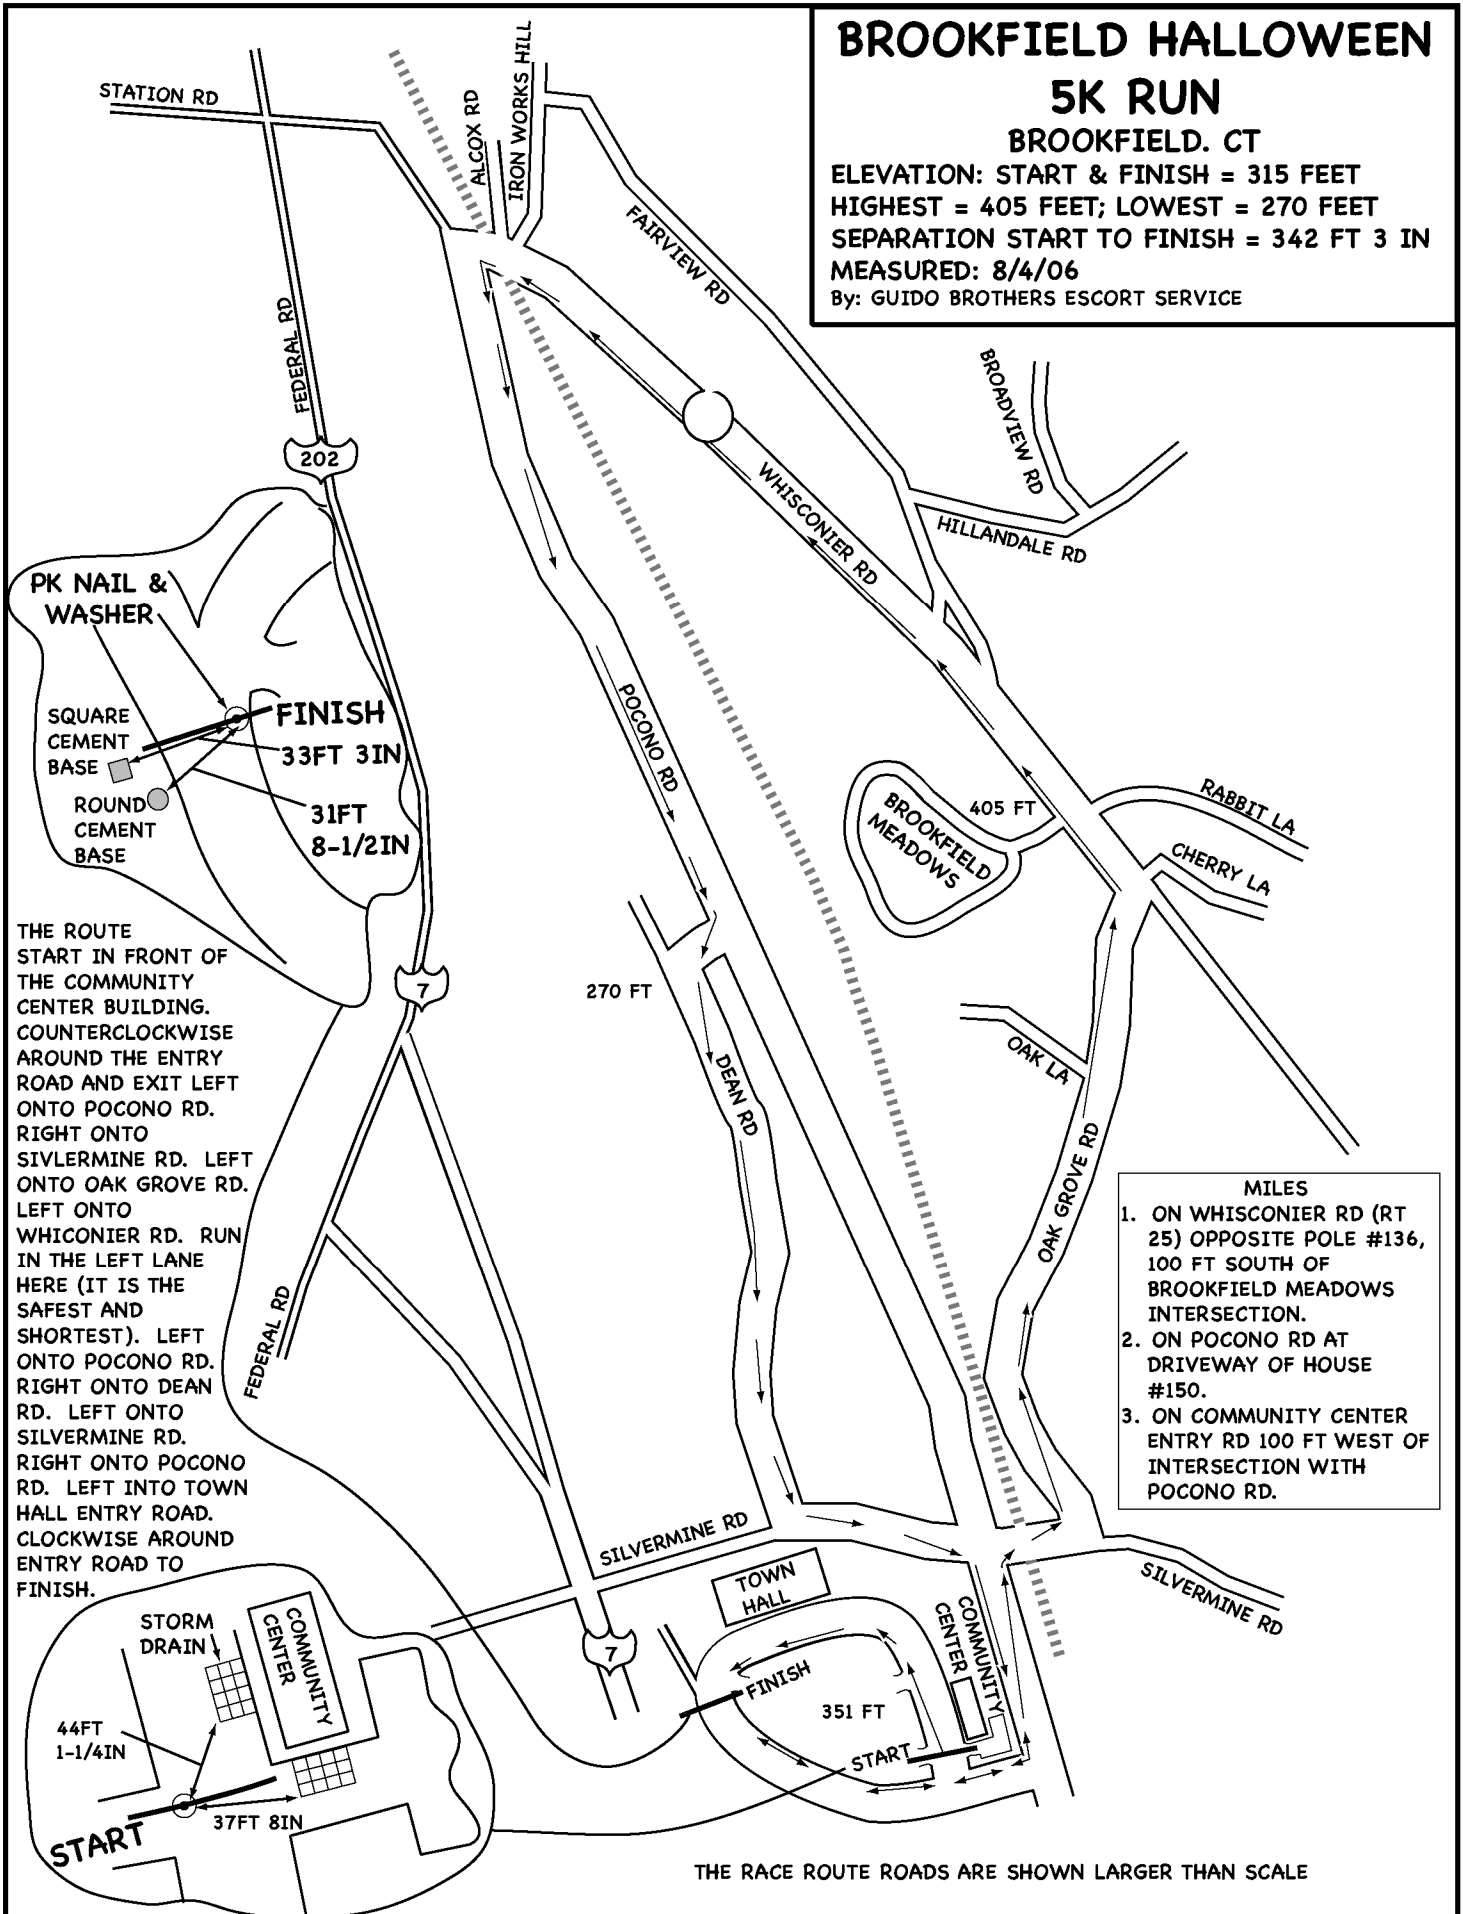 BROOKFIELD HALLOWEEN
5K RUN
BROOKFIELD. CT
ELEVATION: START & FINISH = 315 FEET
HIGHEST = 405 FEET; LOWEST = 270 FEET
SEPARATION START TO FINISH = 342 FT 3 IN
MEASURED: 8/4/06
By: GUIDO BROTHERS ESCORT SERVICE
STATION RD
ALCOX RD
IRON WORKS HILL
FAIRVIEW RD
FEDERAL RD
202
BROADVIEW RD
HILLANDALE RD
WHISCONIER RD
PK NAIL &
WASHER
FINISH
SQUARE
CEMENT
BASE
33FT 3IN
ROUND
CEMENT
BASE
31FT
8-1/2IN
POCONO RD
BROOKFIELD
MEADOWS
405 FT
RABBIT LA
CHERRY LA
7
270 FT
DEAN RD
OAK LA
OAK GROVE RD
THE ROUTE
START IN FRONT OF
THE COMMUNITY
CENTER BUILDING.
COUNTERCLOCKWISE
AROUND THE ENTRY
ROAD AND EXIT LEFT
ONTO POCONO RD.
RIGHT ONTO
SIVLERMINE RD. LEFT
ONTO OAK GROVE RD.
LEFT ONTO
WHICONIER RD. RUN
IN THE LEFT LANE
HERE (IT IS THE
SAFEST AND
SHORTEST). LEFT
ONTO POCONO RD.
RIGHT ONTO DEAN
RD. LEFT ONTO
SILVERMINE RD.
RIGHT ONTO POCONO
RD. LEFT INTO TOWN
HALL ENTRY ROAD.
CLOCKWISE AROUND
ENTRY ROAD TO
FINISH.
FEDERAL RD
MILES
1. ON WHISCONIER RD (RT
25) OPPOSITE POLE #136,
100 FT SOUTH OF
BROOKFIELD MEADOWS
INTERSECTION.
2. ON POCONO RD AT
DRIVEWAY OF HOUSE
#150.
3. ON COMMUNITY CENTER
ENTRY RD 100 FT WEST OF
INTERSECTION WITH
POCONO RD.
SILVERMINE RD
SILVERMINE RD
TOWN
HALL
COMMUNITY
CENTER
7
FINISH
351 FT
START
STORM
DRAIN
COMMUNITY
CENTER
44FT
1-1/4IN
37FT 8IN
START
THE RACE ROUTE ROADS ARE SHOWN LARGER THAN SCALE